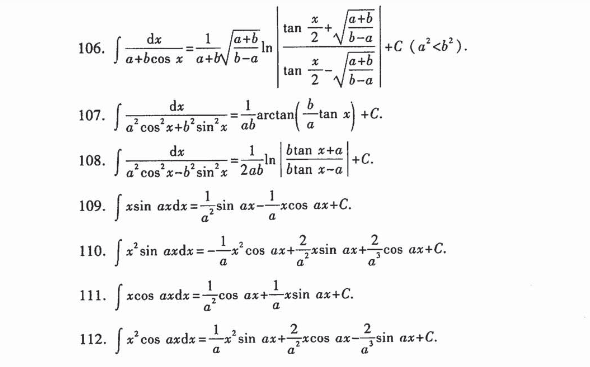 106. $\int \frac{dx}{a+b\cos x} = \frac{1}{a+b}\sqrt{\frac{a+b}{b-a}} \ln \left| \frac{\tan \frac{x}{2} + \sqrt{\frac{a+b}{b-a}}}{\tan \frac{x}{2} - \sqrt{\frac{a+b}{b-a}}} \right| + C \ (a^2 < b^2).$
107. $\int \frac{dx}{a^2\cos^2 x + b^2\sin^2 x} = \frac{1}{ab} \arctan\left(\frac{b}{a}\tan x\right) + C.$
108. $\int \frac{dx}{a^2\cos^2 x - b^2\sin^2 x} = \frac{1}{2ab} \ln \left| \frac{b\tan x + a}{b\tan x - a} \right| + C.$
109. $\int x\sin ax dx = \frac{1}{a^2}\sin ax - \frac{1}{a}x\cos ax + C.$
110. $\int x^2\sin ax dx = -\frac{1}{a}x^2\cos ax + \frac{2}{a^2}x\sin ax + \frac{2}{a^3}\cos ax + C.$
111. $\int x\cos ax dx = \frac{1}{a^2}\cos ax + \frac{1}{a}x\sin ax + C.$
112. $\int x^2\cos ax dx = \frac{1}{a}x^2\sin ax + \frac{2}{a^2}x\cos ax - \frac{2}{a^3}\sin ax + C.$